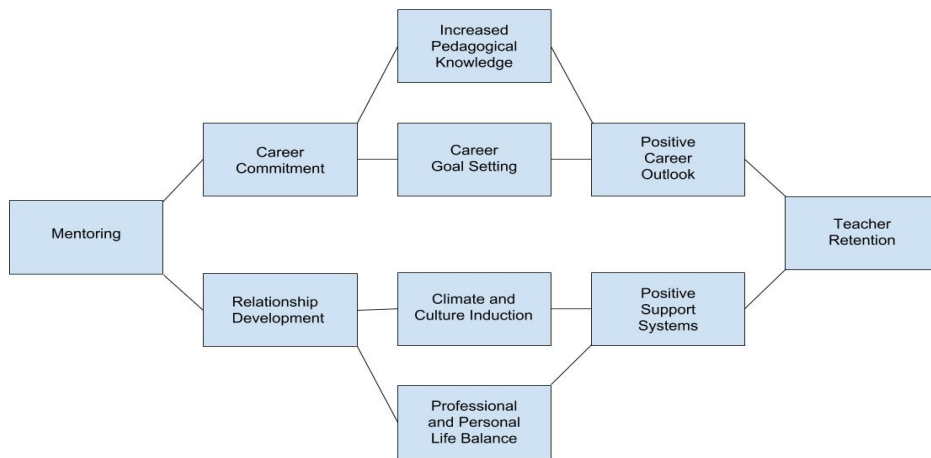 Increased
Pedagogical
Knowledge
Career
Commitment
Career
Goal Setting
Positive
Career
Outlook
Mentoring
Teacher
Retention
Relationship
Development
Climate and
Culture Induction
Positive
Support
Systems
Professional
and Personal
Life Balance